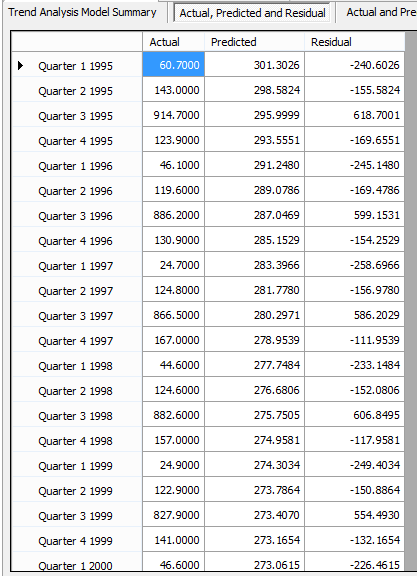 Trend Analysis Model Summary Actual, Predicted and Residual Actual and Pre
Actual Predicted Residual
Quarter 1 1995 60.7000 301.3026 -240.6026
Quarter 2 1995 143.0000 298.5824 -155.5824
Quarter 3 1995 914.7000 295.9999 618.7001
Quarter 4 1995 123.9000 293.5551 -169.6551
Quarter 1 1996 46.1000 291.2480 -245.1480
Quarter 2 1996 119.6000 289.0786 -169.4786
Quarter 3 1996 886.2000 287.0469 599.1531
Quarter 4 1996 130.9000 285.1529 -154.2529
Quarter 1 1997 24.7000 283.3966 -258.6966
Quarter 2 1997 124.8000 281.7780 -156.9780
Quarter 3 1997 866.5000 280.2971 586.2029
Quarter 4 1997 167.0000 278.9539 -111.9539
Quarter 1 1998 44.6000 277.7484 -233.1484
Quarter 2 1998 124.6000 276.6806 -152.0806
Quarter 3 1998 882.6000 275.7505 606.8495
Quarter 4 1998 157.0000 274.9581 -117.9581
Quarter 1 1999 24.9000 274.3034 -249.4034
Quarter 2 1999 122.9000 273.7864 -150.8864
Quarter 3 1999 827.9000 273.4070 554.4930
Quarter 4 1999 141.0000 273.1654 -132.1654
Quarter 1 2000 46.6000 273.0615 -226.4615